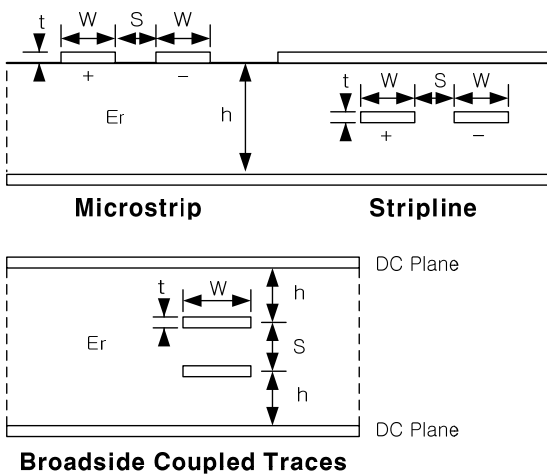 W S W
t
+ −
Er
h
W S W
t
+ −
Microstrip
Stripline
DC Plane
W
t
h
Er
S
h
DC Plane
Broadside Coupled Traces